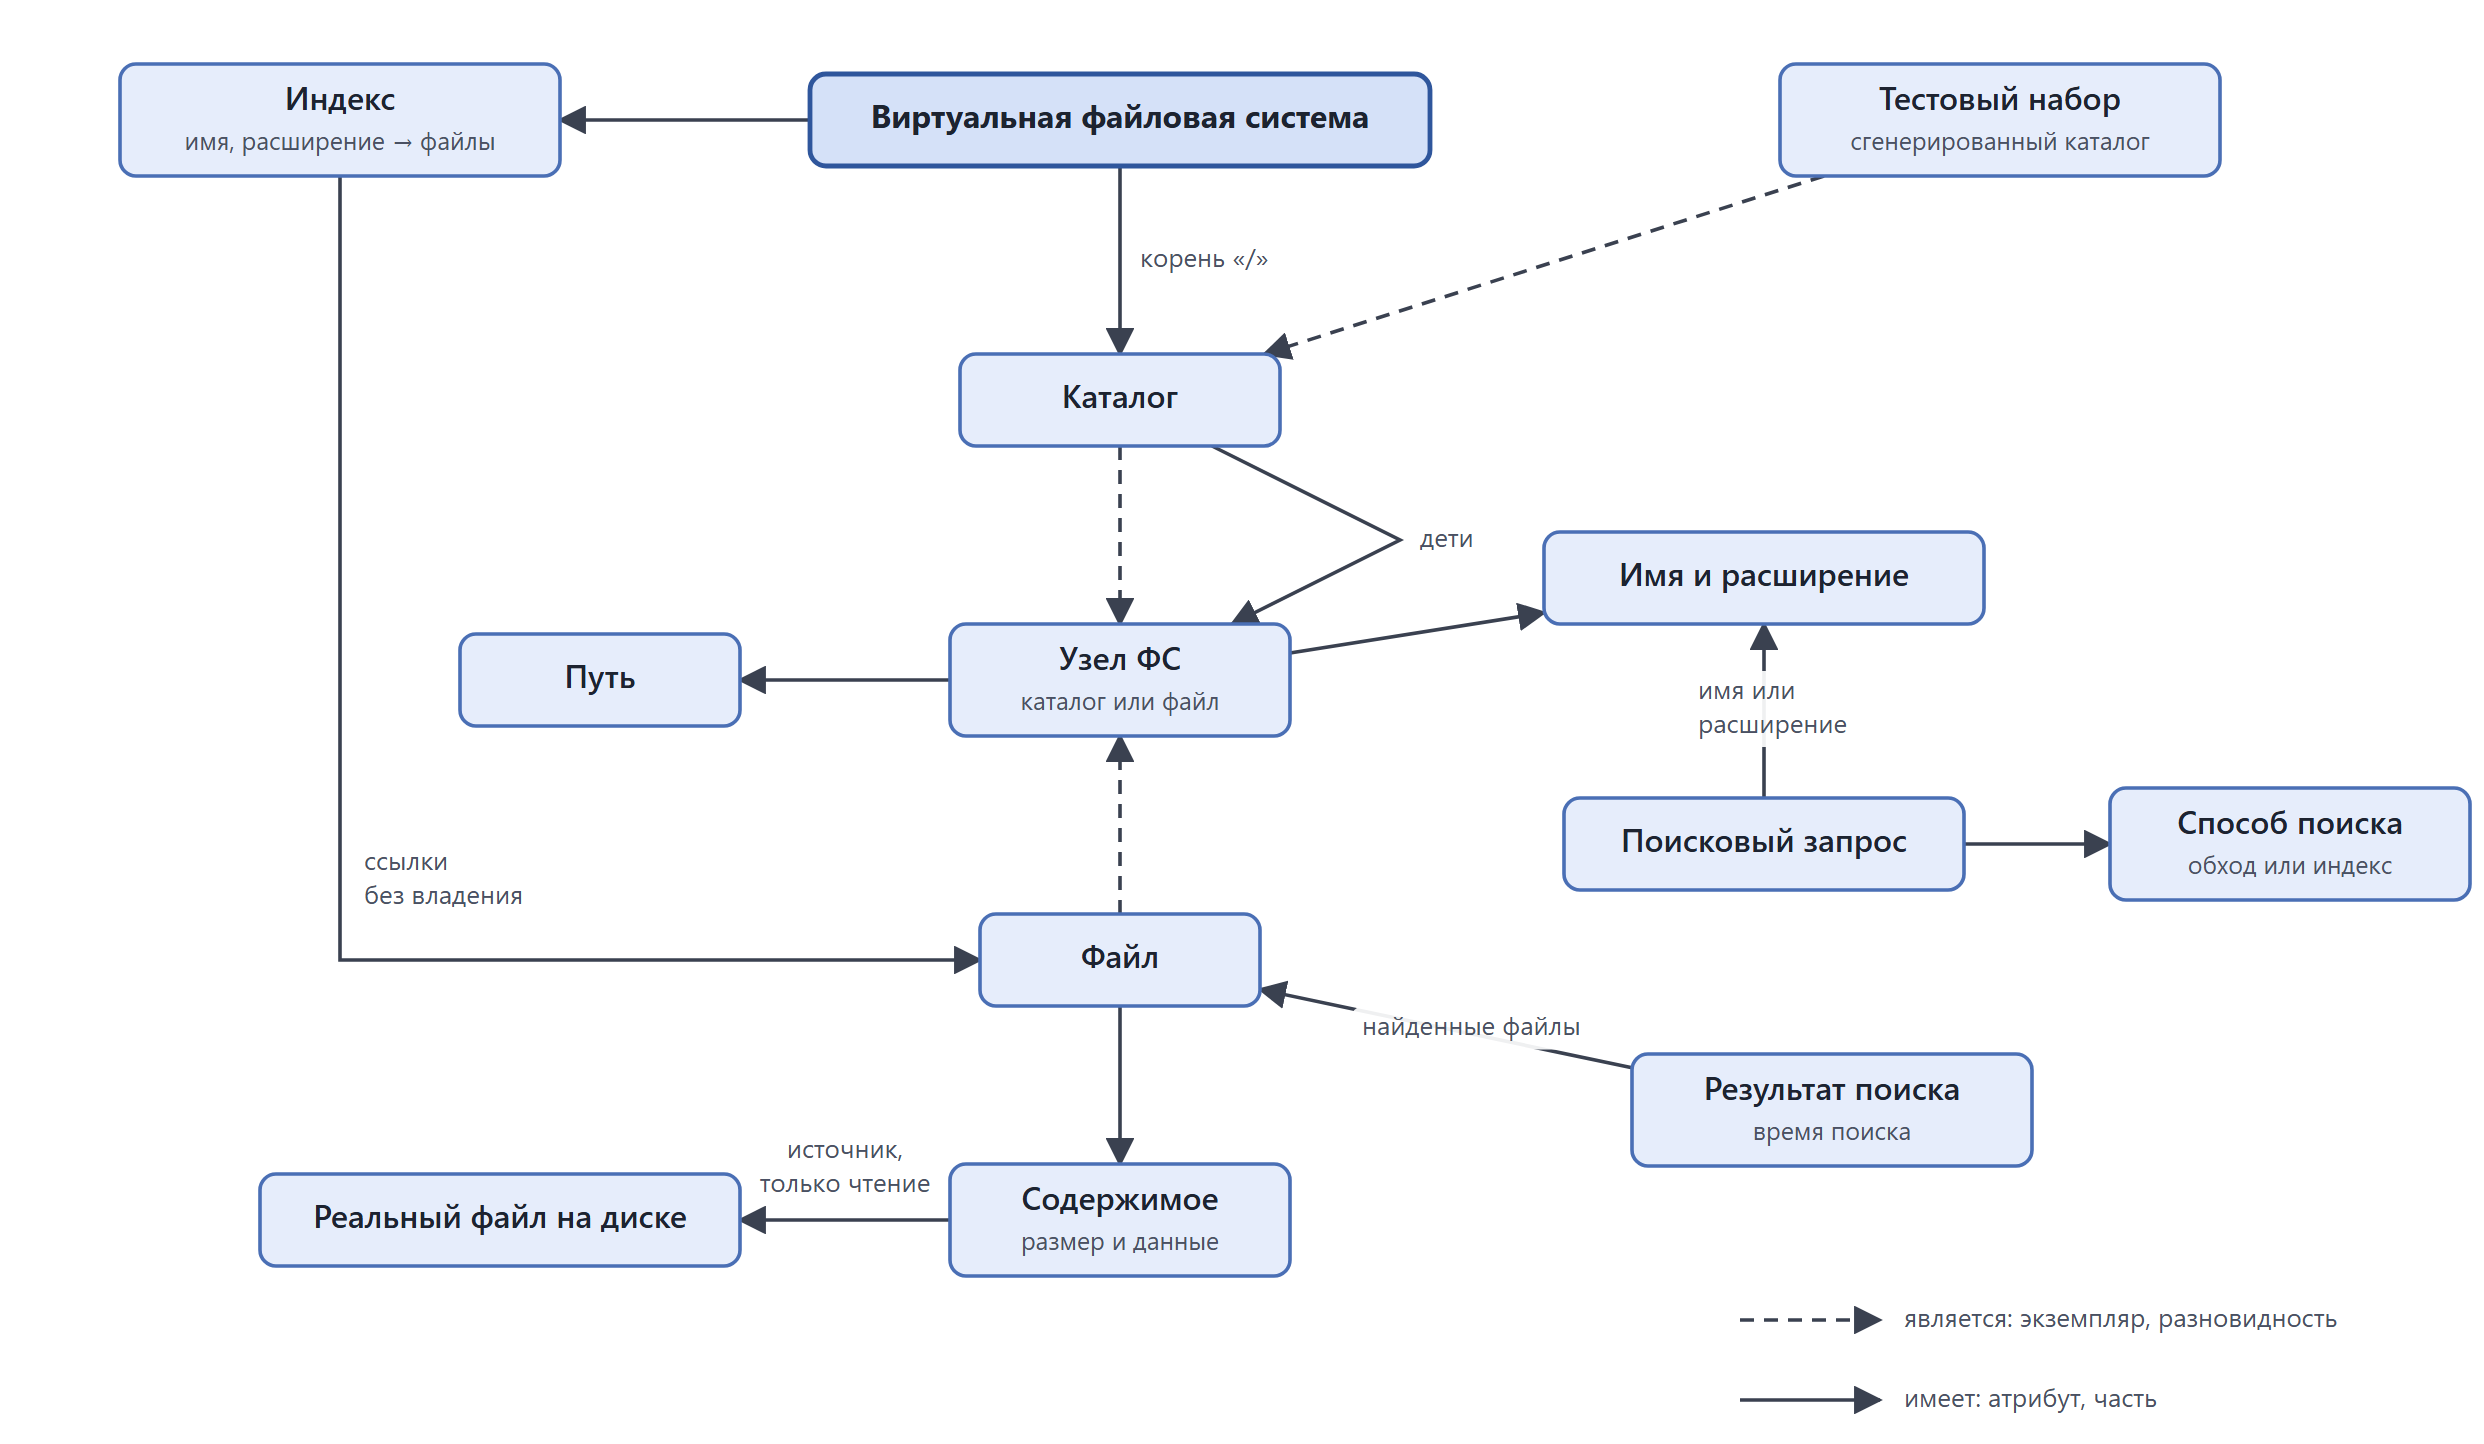 Индекс
имя, расширение → файлы
Виртуальная файловая система
Тестовый набор
сгенерированный каталог
корень «/»
Каталог
дети
Имя и расширение
Путь
Узел ФС
каталог или файл
имя или
расширение
Поисковый запрос
Способ поиска
обход или индекс
ссылки
без владения
Файл
найденные файлы
Результат поиска
время поиска
источник,
только чтение
Реальный файл на диске
Содержимое
размер и данные
является: экземпляр, разновидность
имеет: атрибут, часть